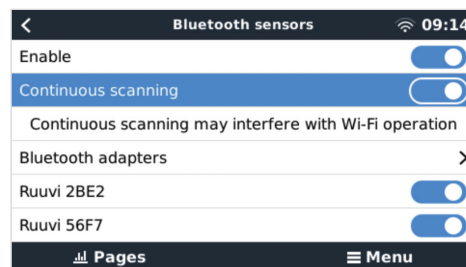 Bluetooth sensors 09:14
Enable
Continuous scanning
Continuous scanning may interfere with Wi-Fi operation
Bluetooth adapters
Ruuvi 2BE2
Ruuvi 56F7
Pages Menu